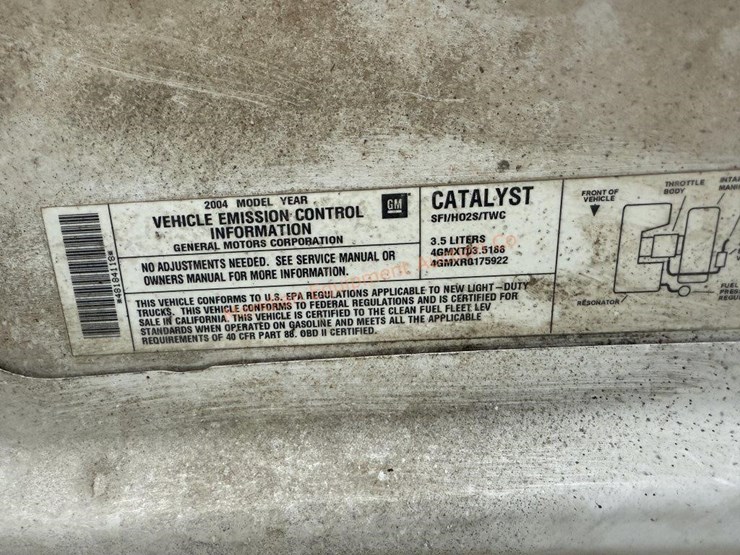 *48184118*
2004 MODEL YEAR
VEHICLE EMISSION CONTROL
INFORMATION
GENERAL MOTORS CORPORATION
GM
NO ADJUSTMENTS NEEDED. SEE SERVICE MANUAL OR
OWNERS MANUAL FOR MORE INFORMATION.
THIS VEHICLE CONFORMS TO U.S. EPA REGULATIONS APPLICABLE TO NEW LIGHT-DUTY
TRUCKS. THIS VEHICLE CONFORMS TO FEDERAL REGULATIONS AND IS CERTIFIED FOR
SALE IN CALIFORNIA. THIS VEHICLE IS CERTIFIED TO THE CLEAN FUEL FLEET LEV
STANDARDS WHEN OPERATED ON GASOLINE AND MEETS ALL THE APPLICABLE
REQUIREMENTS OF 40 CFR PART 88. OBD II CERTIFIED.
CATALYST
SFI/HO2S/TWC
3.5 LITERS
4GMXT03.5186
4GMXR0175922
FRONT OF
VEHICLE
THROTTLE
BODY
RESONATOR
FUEL